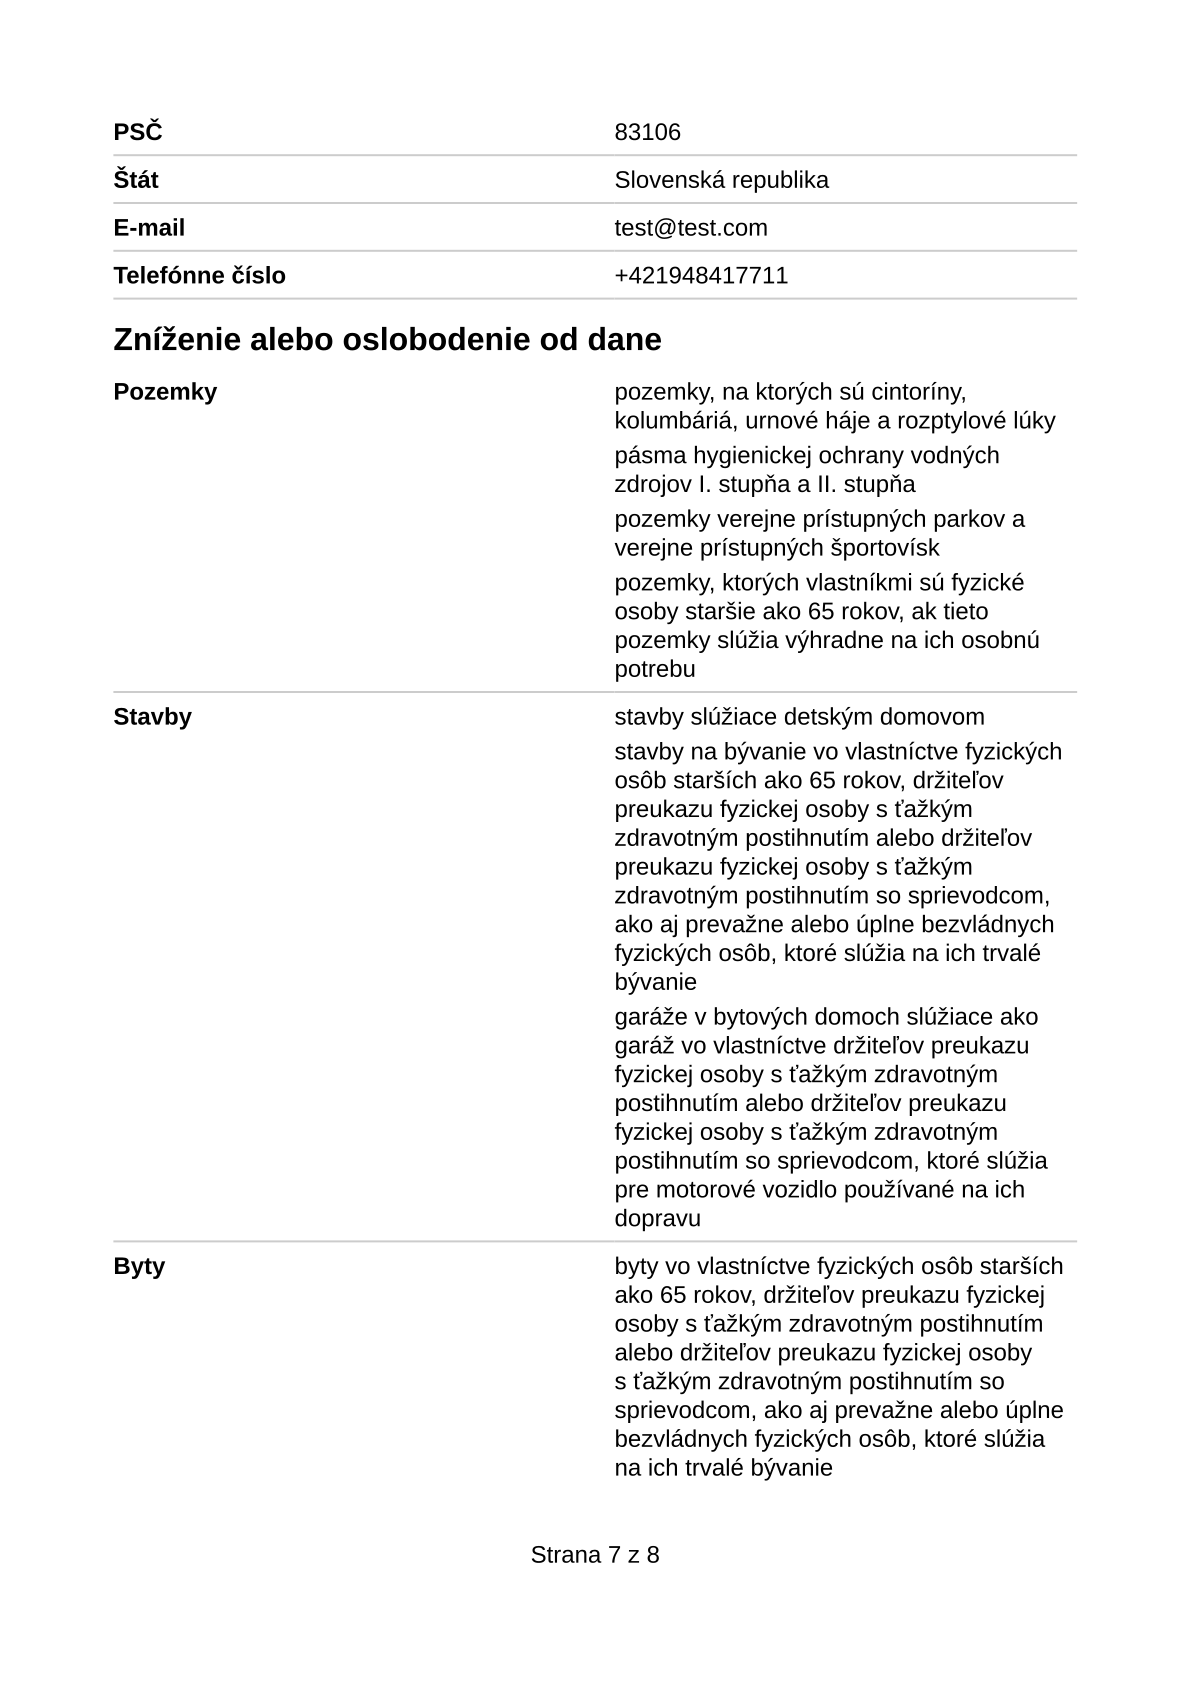 PSČ 83106
Štát Slovenská republika
E-mail test@test.com
Telefónne číslo +421948417711
Zníženie alebo oslobodenie od dane
Pozemky pozemky, na ktorých sú cintoríny,
kolumbáriá, urnové háje a rozptylové lúky
pásma hygienickej ochrany vodných
zdrojov I. stupňa a II. stupňa
pozemky verejne prístupných parkov a
verejne prístupných športovísk
pozemky, ktorých vlastníkmi sú fyzické
osoby staršie ako 65 rokov, ak tieto
pozemky slúžia výhradne na ich osobnú
potrebu
Stavby stavby slúžiace detským domovom
stavby na bývanie vo vlastníctve fyzických
osôb starších ako 65 rokov, držiteľov
preukazu fyzickej osoby s ťažkým
zdravotným postihnutím alebo držiteľov
preukazu fyzickej osoby s ťažkým
zdravotným postihnutím so sprievodcom,
ako aj prevažne alebo úplne bezvládnych
fyzických osôb, ktoré slúžia na ich trvalé
bývanie
garáže v bytových domoch slúžiace ako
garáž vo vlastníctve držiteľov preukazu
fyzickej osoby s ťažkým zdravotným
postihnutím alebo držiteľov preukazu
fyzickej osoby s ťažkým zdravotným
postihnutím so sprievodcom, ktoré slúžia
pre motorové vozidlo používané na ich
dopravu
Byty byty vo vlastníctve fyzických osôb starších
ako 65 rokov, držiteľov preukazu fyzickej
osoby s ťažkým zdravotným postihnutím
alebo držiteľov preukazu fyzickej osoby
s ťažkým zdravotným postihnutím so
sprievodcom, ako aj prevažne alebo úplne
bezvládnych fyzických osôb, ktoré slúžia
na ich trvalé bývanie
Strana 7 z 8